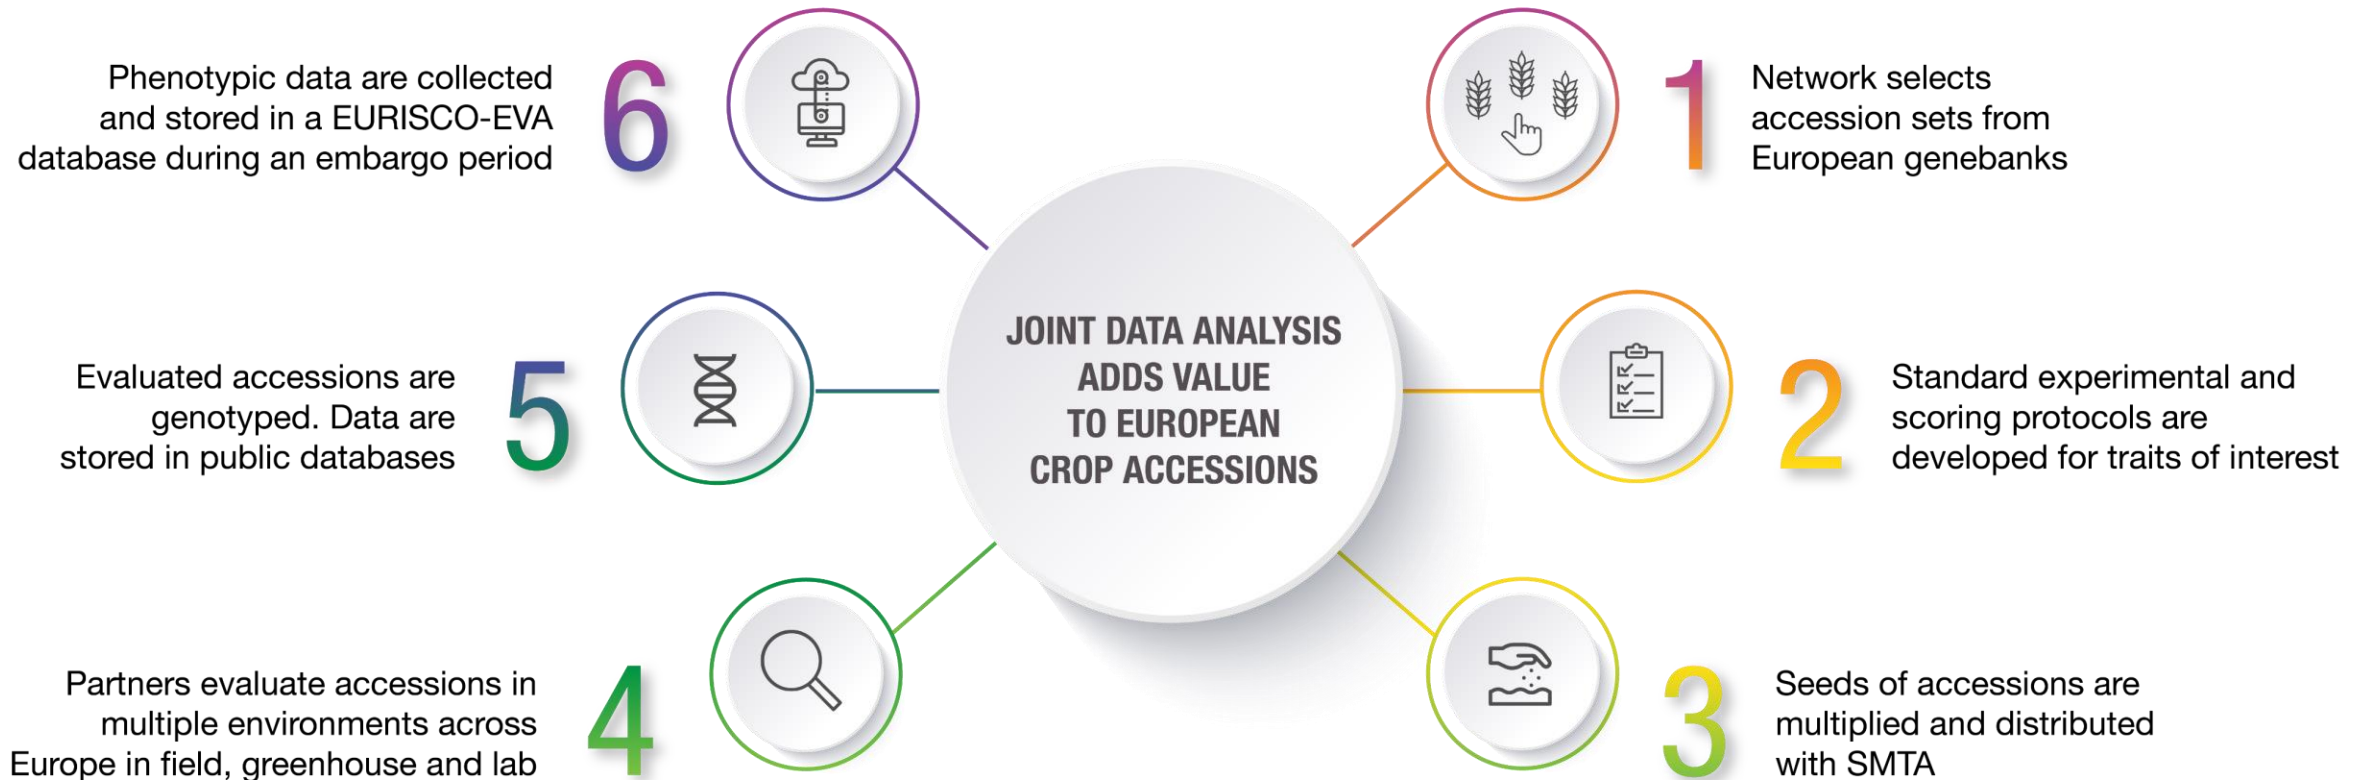 JOINT DATA ANALYSIS
ADDS VALUE
TO EUROPEAN
CROP ACCESSIONS
1
Network selects
accession sets from
European genebanks
2
Standard experimental and
scoring protocols are
developed for traits of interest
3
Seeds of accessions are
multiplied and distributed
with SMTA
4
Partners evaluate accessions in
multiple environments across
Europe in field, greenhouse and lab
5
Evaluated accessions are
genotyped. Data are
stored in public databases
6
Phenotypic data are collected
and stored in a EURISCO-EVA
database during an embargo period